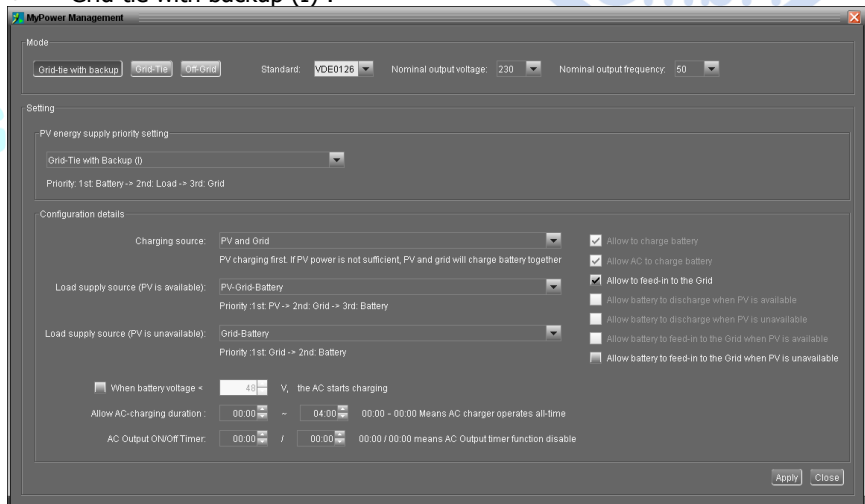 Grid-tie with backup (I) :
MyPower Management
Mode
Grid-tie with backup Grid-Tie Off-Grid Standard: VDE0126 Nominal output voltage: 230 Nominal output frequency: 50
Setting
PV energy supply priority setting
Grid-Tie with Backup (I)
Priority: 1st: Battery -> 2nd: Load -> 3rd: Grid
Configuration details
Charging source: PV and Grid
PV charging first. If PV power is not sufficient, PV and grid will charge battery together
Load supply source (PV is available): PV-Grid-Battery
Priority :1st: PV -> 2nd: Grid -> 3rd: Battery
Load supply source (PV is unavailable): Grid-Battery
Priority :1st: Grid -> 2nd: Battery
Allow to charge battery
Allow AC to charge battery
Allow to feed-in to the Grid
Allow battery to discharge when PV is available
Allow battery to discharge when PV is unavailable
Allow battery to feed-in to the Grid when PV is available
Allow battery to feed-in to the Grid when PV is unavailable
When battery voltage < 48 V, the AC starts charging
Allow AC-charging duration : 00:00 ~ 04:00 00:00 - 00:00 Means AC charger operates all-time
AC Output ON/Off Timer: 00:00 / 00:00 00:00 / 00:00 means AC Output timer function disable
Apply Close